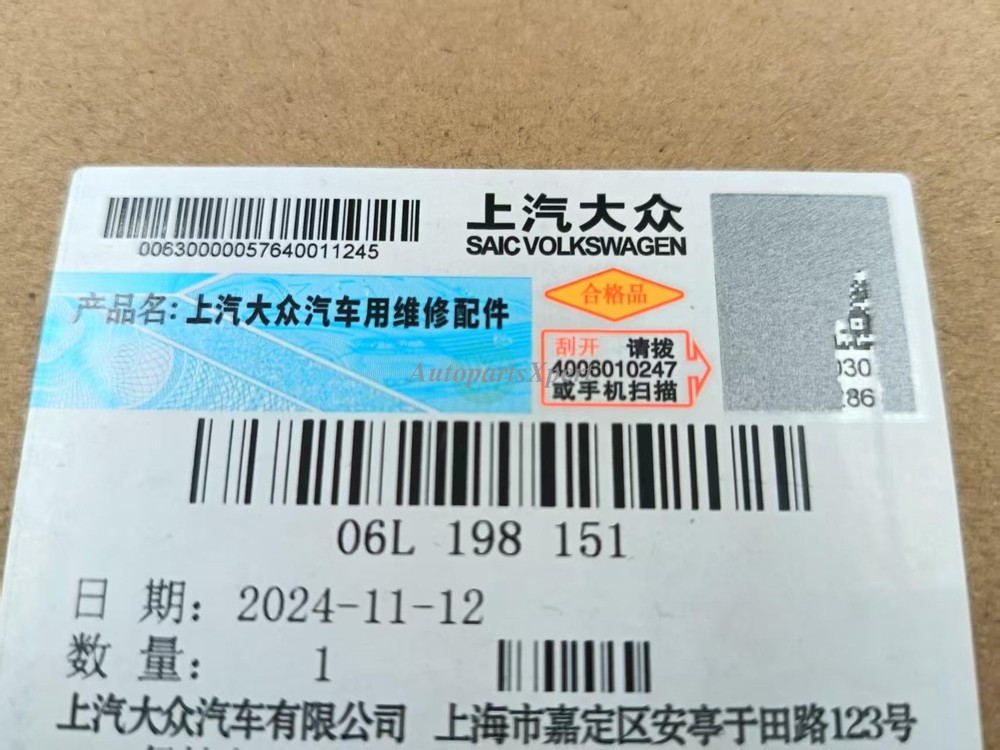 上汽大众
SAIC VOLKSWAGEN
00630000057640011245
产品名: 上汽大众汽车用维修配件
合格品
刮开 请拨
4006010247
或手机扫描
030
286
AutopartsXp
06L 198 151
日 期: 2024-11-12
数 量: 1
上汽大众汽车有限公司 上海市嘉定区安亭于田路123号